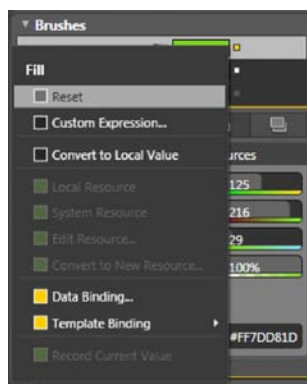 Brushes
Fill
Reset
Custom Expression...
Convert to Local Value
urces
Local Resource
125
System Resource
216
Edit Resource...
29
Convert to New Resource...
100%
Data Binding...
Template Binding
#FF7DD81D
Record Current Value